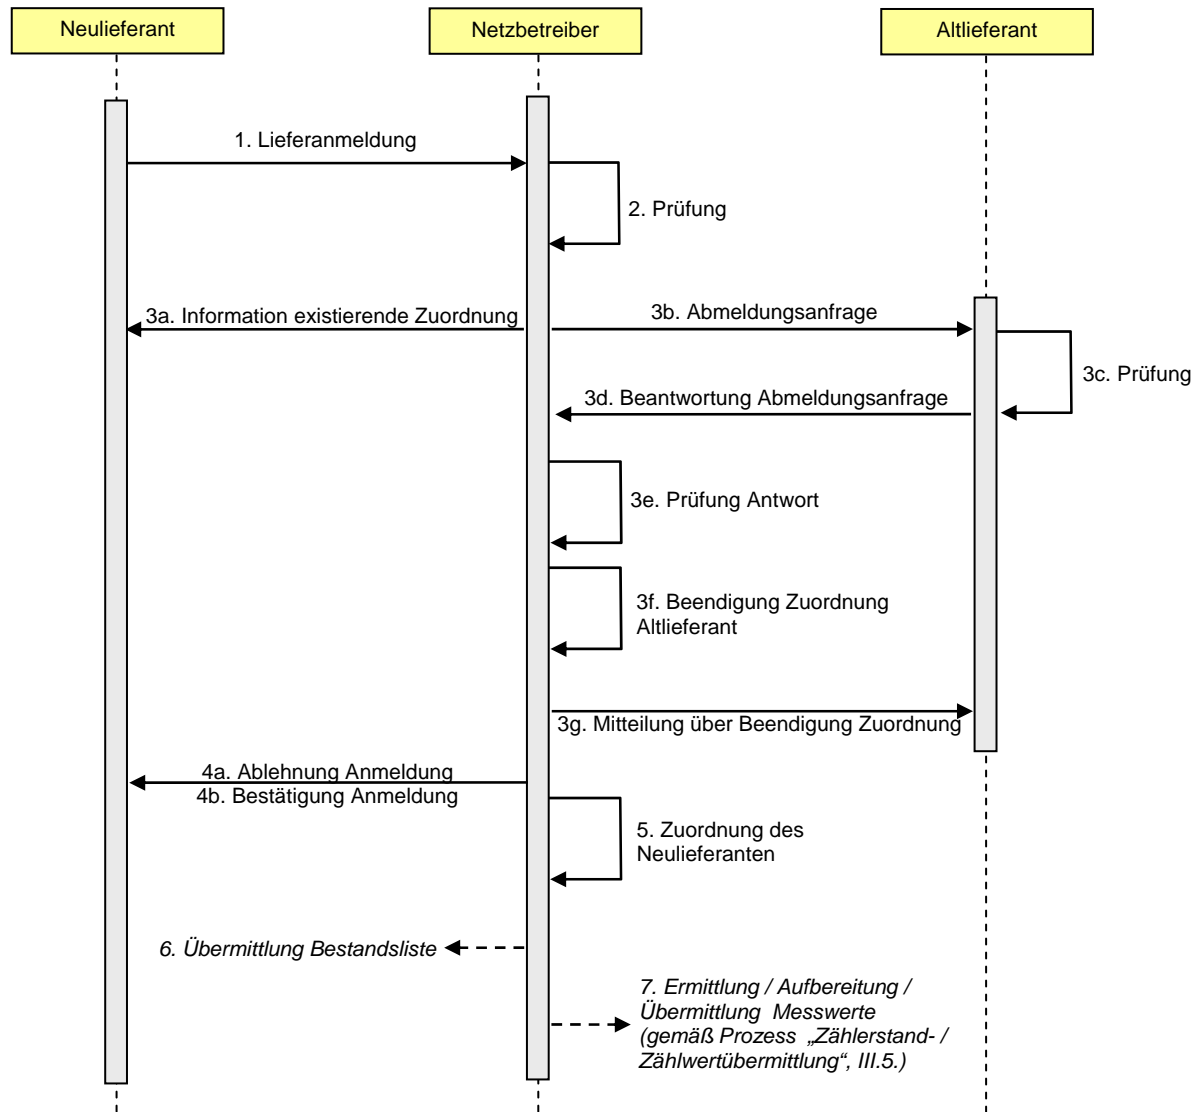 Neulieferant
Netzbetreiber
Altlieferant
1. Lieferanmeldung
2. Prüfung
3a. Information existierende Zuordnung
3b. Abmeldungsanfrage
3c. Prüfung
3d. Beantwortung Abmeldungsanfrage
3e. Prüfung Antwort
3f. Beendigung Zuordnung
Altlieferant
3g. Mitteilung über Beendigung Zuordnung
4a. Ablehnung Anmeldung
4b. Bestätigung Anmeldung
5. Zuordnung des
Neulieferanten
6. Übermittlung Bestandsliste
7. Ermittlung / Aufbereitung /
Übermittlung Messwerte
(gemäß Prozess „Zählerstand- /
Zählwertübermittlung“, III.5.)